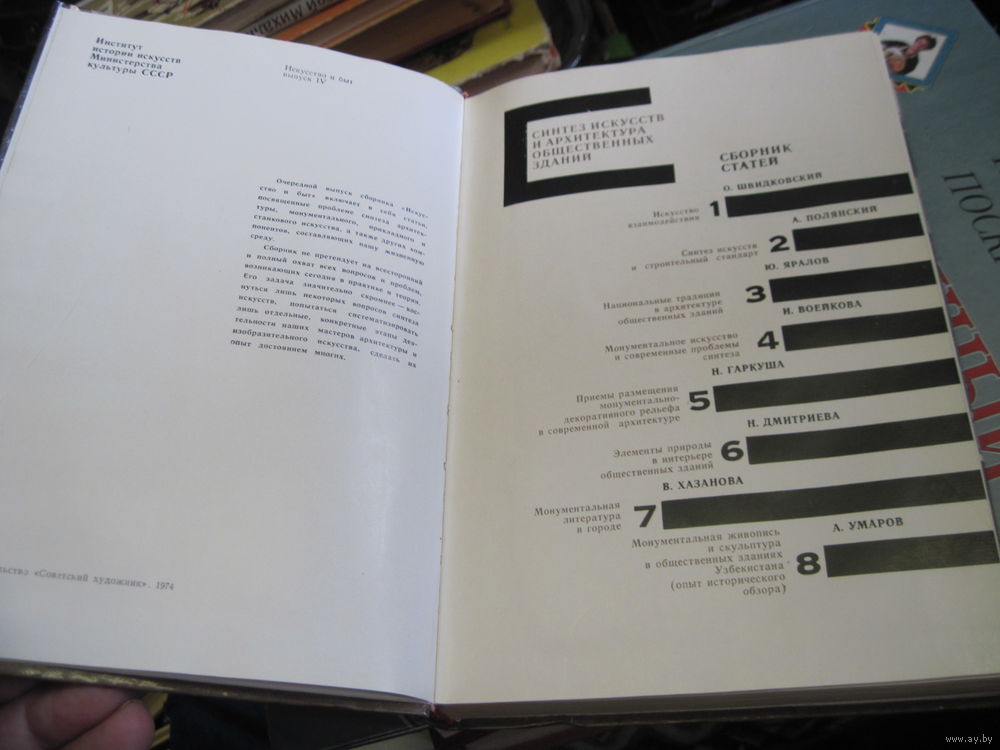 Институт
истории искусств
Министерства
культуры СССР
Искусство и быт
выпуск IV
Очередной выпуск сборника «Искус-
ство и быт» включает в себя статьи,
посвященные проблеме синтеза архитек-
туры, монументального, прикладного и
станкового искусства, а также других ком-
понентов, составляющих нашу жизненную
среду.
Сборник не претендует на всесторонний
и полный охват всех вопросов и проблем,
возникающих сегодня в практике и теории.
Его задача значительно скромнее — кос-
нуться лишь некоторых вопросов синтеза
искусств, попытаться систематизировать
лишь отдельные, конкретные этапы дея-
тельности наших мастеров архитектуры и
изобразительного искусства, сделать их
опыт достоянием многих.
«Советский художник». 1974
СИНТЕЗ ИСКУССТВ
И АРХИТЕКТУРА
ОБЩЕСТВЕННЫХ
ЗДАНИЙ
СБОРНИК
СТАТЕЙ
О. ШВИДКОВСКИЙ
Искусство
взаимодействия
1
А. ПОЛЯНСКИЙ
Синтез искусств
и строительный стандарт
2
Ю. ЯРАЛОВ
Национальные традиции
в архитектуре
общественных зданий
3
И. ВОЕЙКОВА
Монументальное искусство
и современные проблемы
синтеза
4
Н. ГАРКУША
Приемы размещения
монументально-
декоративного рельефа
в современной архитектуре
5
Н. ДМИТРИЕВА
Элементы природы
в интерьере
общественных зданий
6
В. ХАЗАНОВА
Монументальная
литература
в городе
7
А. УМАРОВ
Монументальная живопись
и скульптура
в общественных зданиях
Узбекистана
(опыт исторического
обзора)
8
www.ay.by